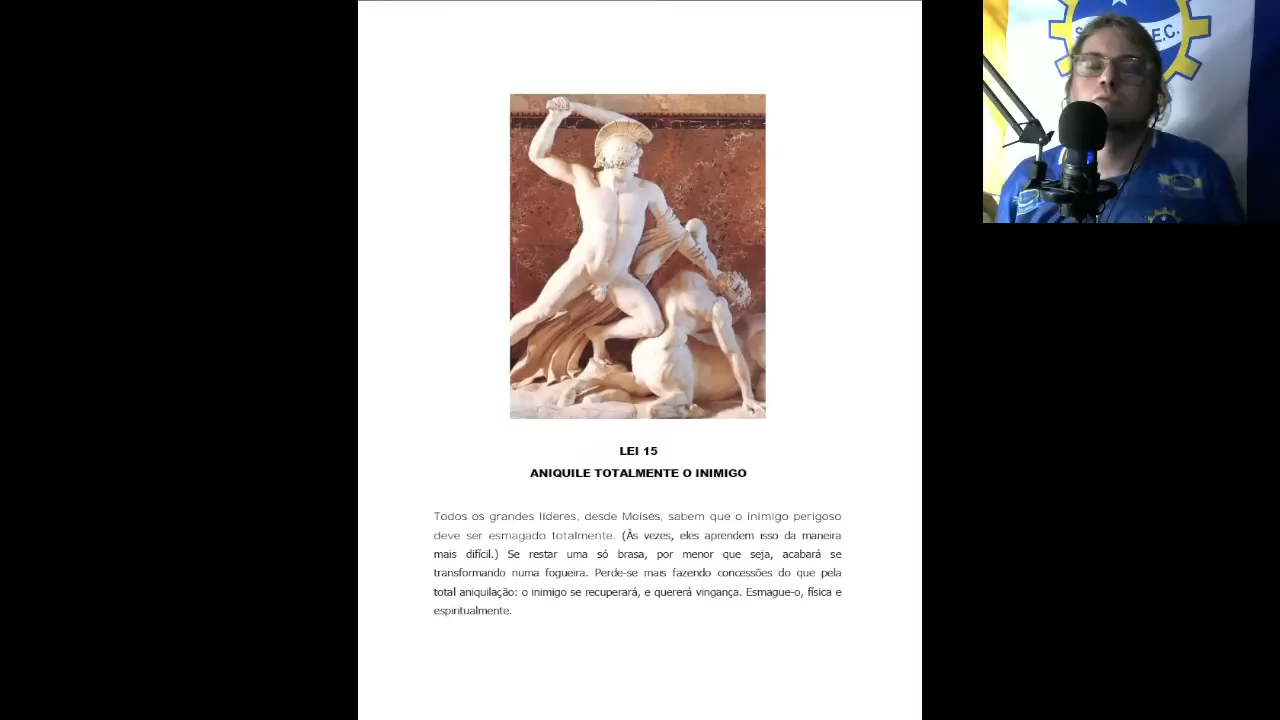 LEI 15
ANIQUILE TOTALMENTE O INIMIGO
Todos os grandes líderes, desde Moisés, sabem que o inimigo perigoso
deve ser esmagado totalmente. (Às vezes, eles aprendem isso da maneira
mais difícil.) Se restar uma só brasa, por menor que seja, acabará se
transformando numa fogueira. Perde-se mais fazendo concessões do que pela
total aniquilação: o inimigo se recuperará, e quererá vingança. Esmague-o, física e
espiritualmente.
E.C.